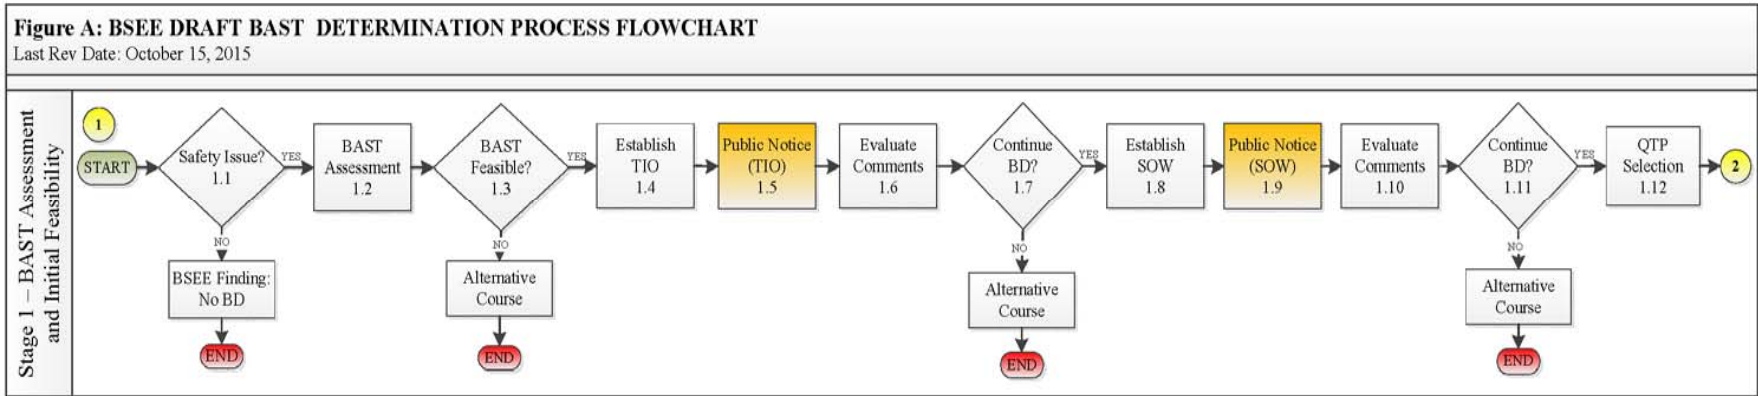 Figure A: BSEE DRAFT BAST DETERMINATION PROCESS FLOWCHART
Last Rev Date: October 15, 2015
Stage 1 – BAST Assessment
and Initial Feasibility
1
START
Safety Issue?
1.1
YES
NO
BSEE Finding:
No BD
END
BAST
Assessment
1.2
BAST
Feasible?
1.3
YES
NO
Alternative
Course
END
Establish
TIO
1.4
Public Notice
(TIO)
1.5
Evaluate
Comments
1.6
Continue
BD?
1.7
YES
NO
Alternative
Course
END
Establish
SOW
1.8
Public Notice
(SOW)
1.9
Evaluate
Comments
1.10
Continue
BD?
1.11
YES
NO
Alternative
Course
END
QTP
Selection
1.12
2